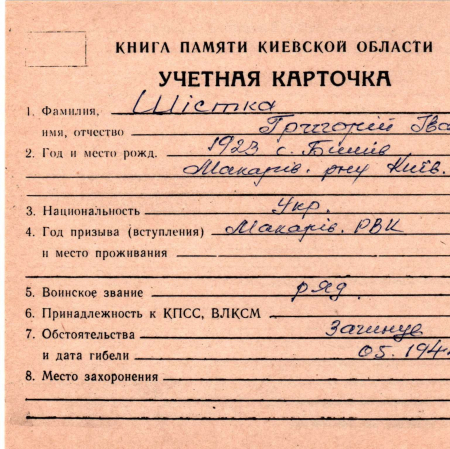 КНИГА ПАМЯТИ КИЕВСКОЙ ОБЛАСТИ
УЧЕТНАЯ КАРТОЧКА
1. Фамилия, Шістка
имя, отчество Григорій Іва
2. Год и место рожд. 1923 с. Бишів
Макарів. р-ну Київ.
3. Национальность Укр.
4. Год призыва (вступления) Макарів. РВК
и место проживания
5. Воинское звание ряд.
6. Принадлежность к КПСС, ВЛКСМ
7. Обстоятельства Загинув
и дата гибели 05.194
8. Место захоронения